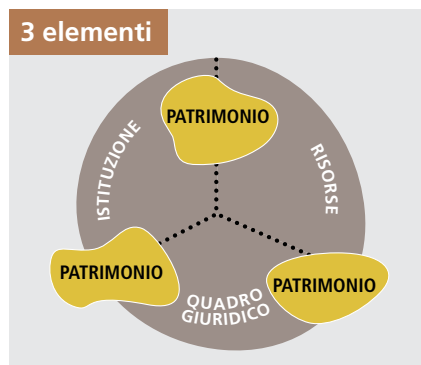 3 elementi
PATRIMONIO
ISTITUZIONE
RISORSE
PATRIMONIO
PATRIMONIO
QUADRO
GIURIDICO